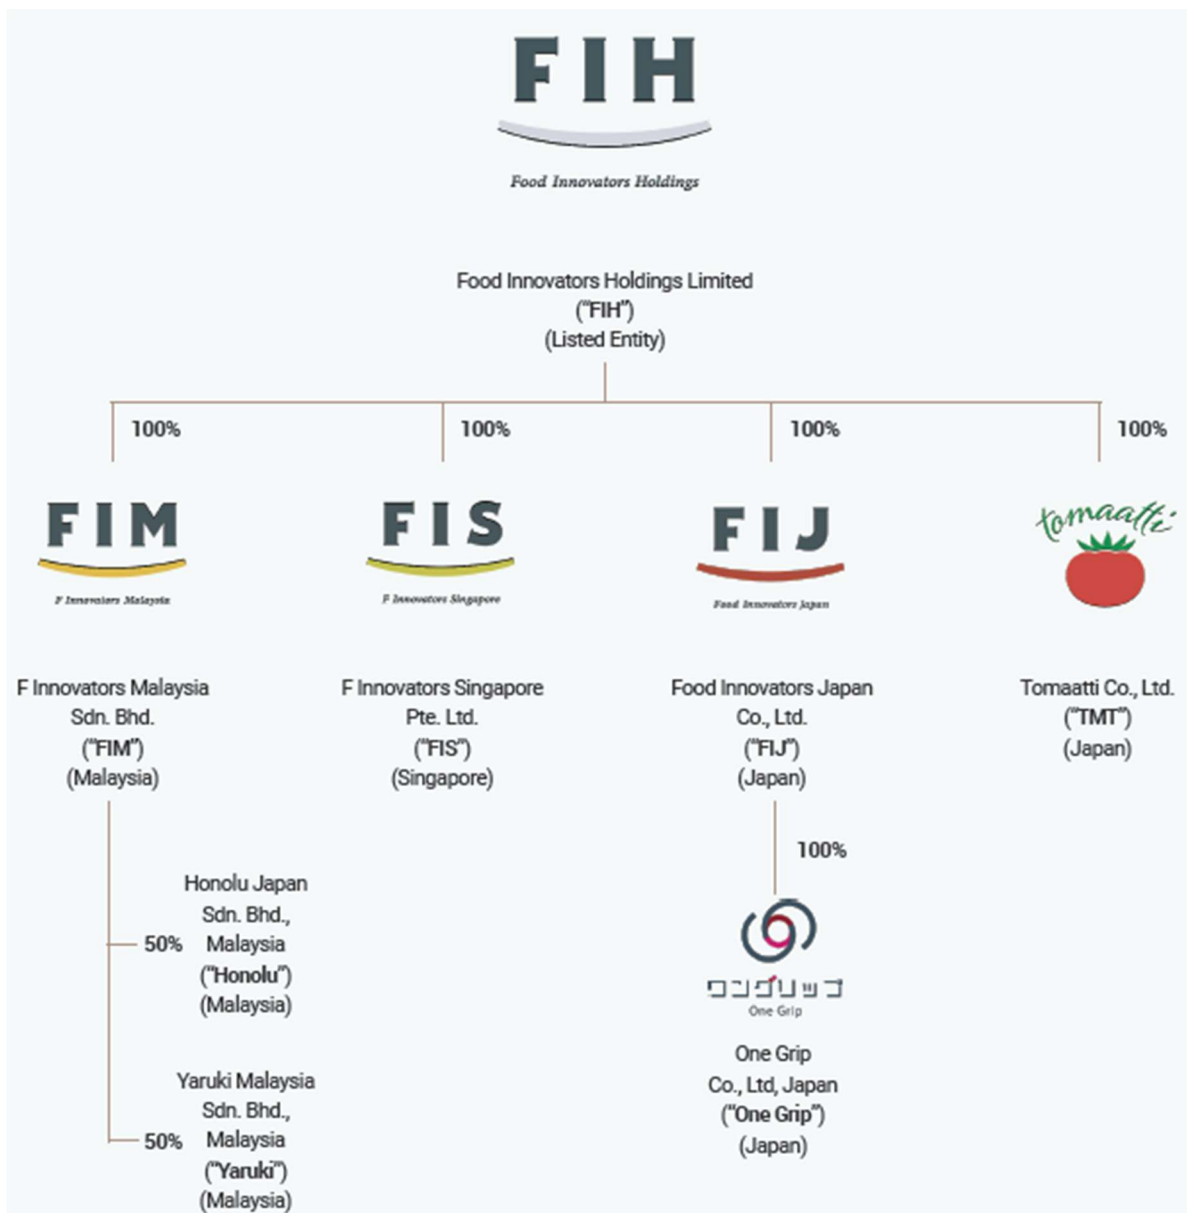 FIH
Food Innovators Holdings
Food Innovators Holdings Limited
(“FIH”)
(Listed Entity)
100%
100%
100%
100%
FIM
F Innovators Malaysia
FIS
F Innovators Singapore
FIJ
Food Innovators Japan
tomaatti
F Innovators Malaysia
Sdn. Bhd.
(“FIM”)
(Malaysia)
F Innovators Singapore
Pte. Ltd.
(“FIS”)
(Singapore)
Food Innovators Japan
Co., Ltd.
(“FIJ”)
(Japan)
Tomaatti Co., Ltd.
(“TMT”)
(Japan)
50%
Honolu Japan
Sdn. Bhd.,
Malaysia
(“Honolu”)
(Malaysia)
50%
Yaruki Malaysia
Sdn. Bhd.,
Malaysia
(“Yaruki”)
(Malaysia)
100%
ワングリップ
One Grip
One Grip
Co., Ltd, Japan
(“One Grip”)
(Japan)